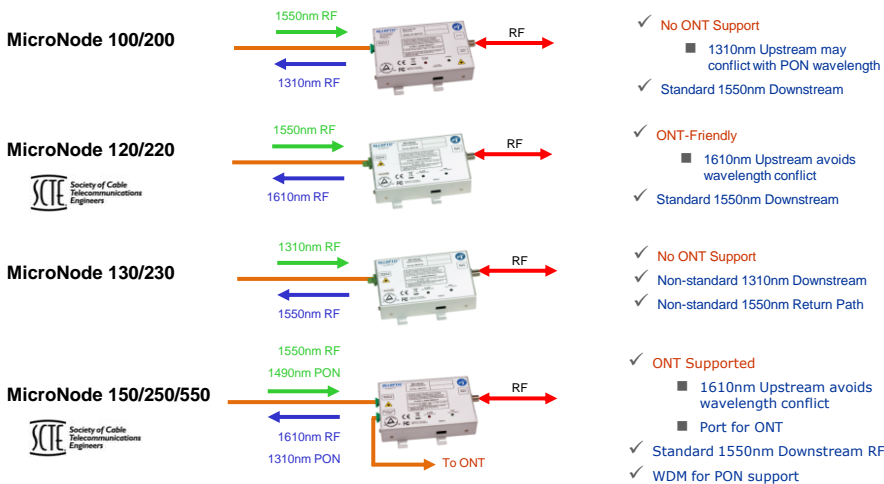 1550nm RF
MicroNode 100/200
RF
1310nm RF
No ONT Support
1310nm Upstream may
conflict with PON wavelength
Standard 1550nm Downstream
1550nm RF
MicroNode 120/220
RF
SCTE Society of Cable
Telecommunications
Engineers
1610nm RF
ONT-Friendly
1610nm Upstream avoids
wavelength conflict
Standard 1550nm Downstream
1310nm RF
MicroNode 130/230
RF
1550nm RF
No ONT Support
Non-standard 1310nm Downstream
Non-standard 1550nm Return Path
1550nm RF
1490nm PON
MicroNode 150/250/550
RF
SCTE Society of Cable
Telecommunications
Engineers
1610nm RF
1310nm PON
To ONT
ONT Supported
1610nm Upstream avoids
wavelength conflict
Port for ONT
Standard 1550nm Downstream RF
WDM for PON support